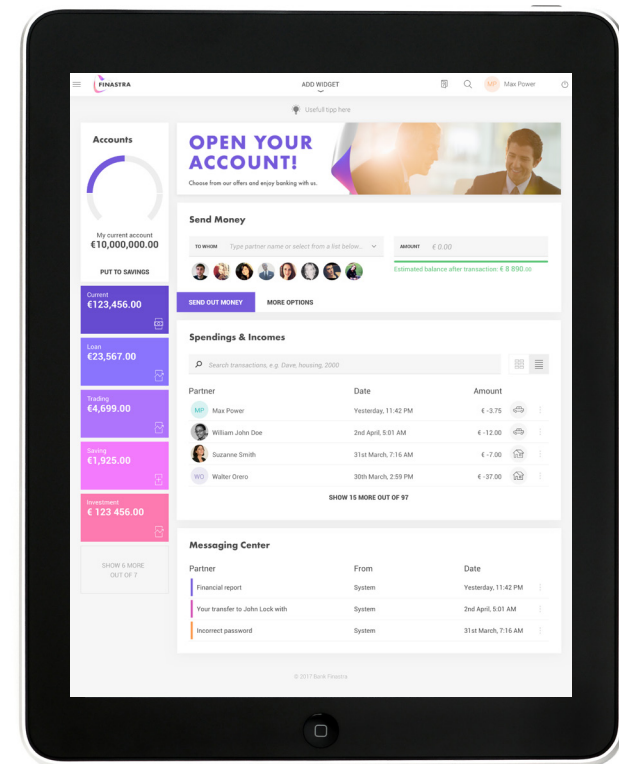 FINASTRA
ADD WIDGET
MP Max Power
Usefull tipp here
Accounts
My current account
€10,000,000.00
PUT TO SAVINGS
Current
€123,456.00
Loan
€23,567.00
Trading
€4,699.00
Saving
€1,925.00
Investment
€ 123 456.00
SHOW 6 MORE
OUT OF 7
OPEN YOUR
ACCOUNT!
Choose from our offers and enjoy banking with us.
Send Money
TO WHOM Type partner name or select from a list below... AMOUNT € 0.00
Estimated balance after transaction: € 8 890.00
SEND OUT MONEY MORE OPTIONS
Spendings & Incomes
Search transactions, e.g. Dave, housing, 2000
Partner Date Amount
MP Max Power Yesterday, 11:42 PM € -3.75
William John Doe 2nd April, 5:01 AM € -12.00
Suzanne Smith 31st March, 7:16 AM € -7.00
WO Walter Orero 30th March, 2:59 PM € -37.00
SHOW 15 MORE OUT OF 97
Messaging Center
Partner From Date
Financial report System Yesterday, 11:42 PM
Your transfer to John Lock with System 2nd April, 5:01 AM
Incorrect password System 31st March, 7:16 AM
© 2017 Bank Finastra